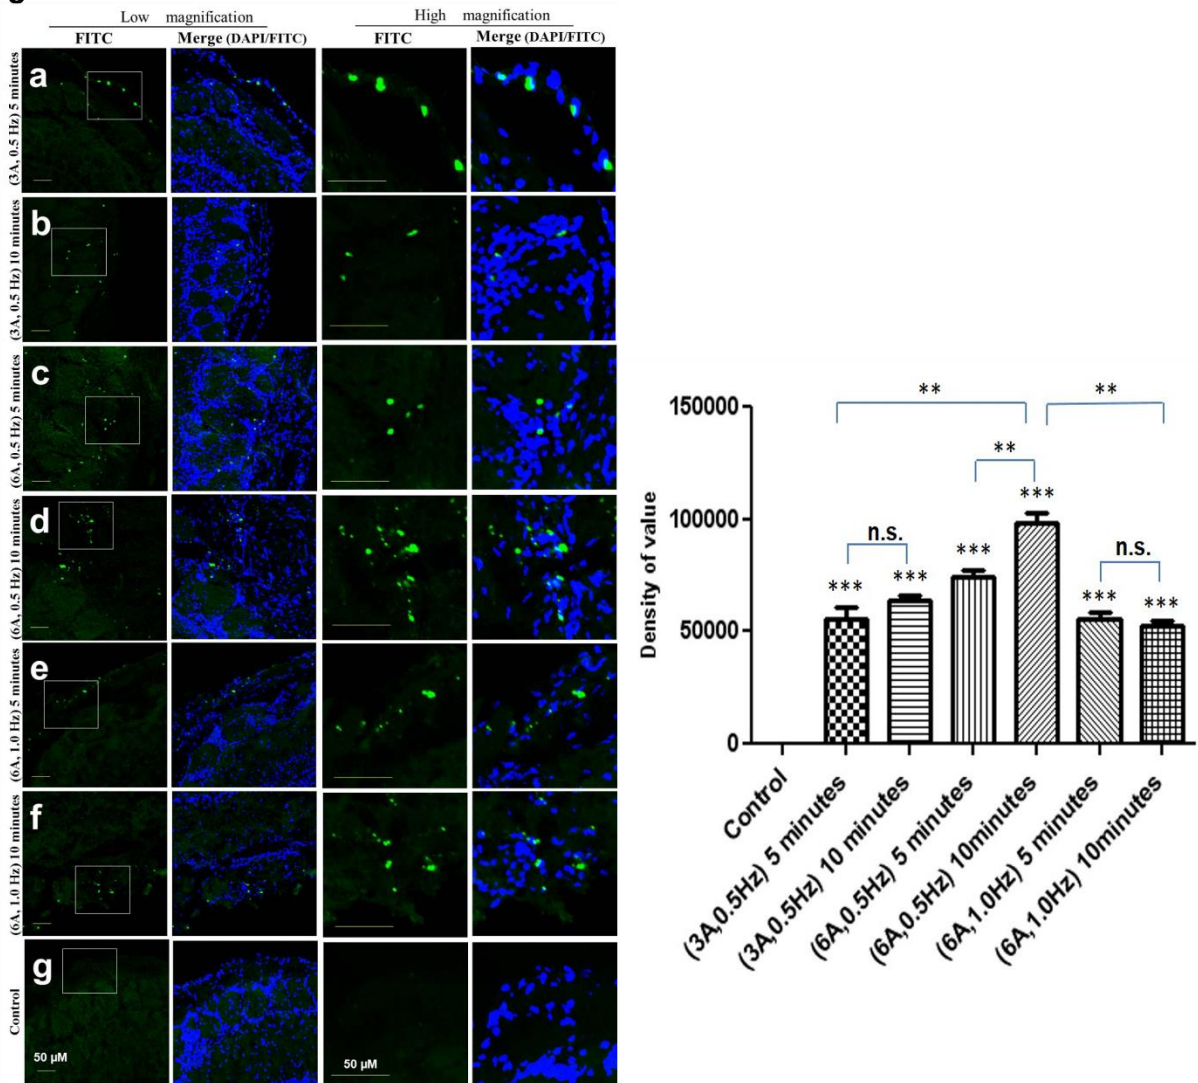 Low magnification
High magnification
FITC
Merge (DAPI/FITC)
FITC
Merge (DAPI/FITC)
(3A, 0.5 Hz) 5 minutes
a
(3A, 0.5 Hz) 10 minutes
b
(6A, 0.5 Hz) 5 minutes
c
(6A, 0.5 Hz) 10 minutes
d
(6A, 1.0 Hz) 5 minutes
e
(6A, 1.0 Hz) 10 minutes
f
Control
g
50 µM
50 µM
Density of value
150000
100000
50000
0
**
**
**
***
n.s.
***
***
***
n.s.
***
***
Control
(3A,0.5Hz) 5 minutes
(3A,0.5Hz) 10 minutes
(6A,0.5Hz) 5 minutes
(6A,0.5Hz) 10minutes
(6A,1.0Hz) 5 minutes
(6A,1.0Hz) 10minutes